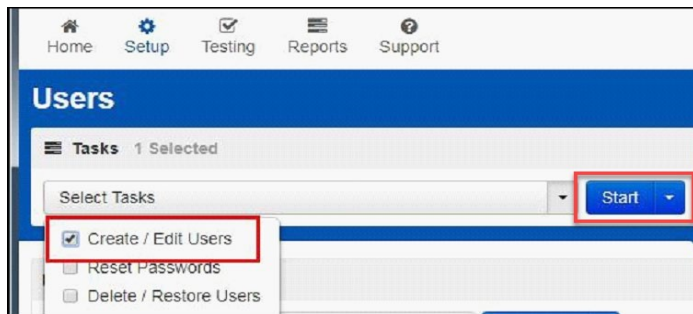 Home Setup Testing Reports Support
Users
Tasks 1 Selected
Select Tasks Start
Create / Edit Users
Reset Passwords
Delete / Restore Users